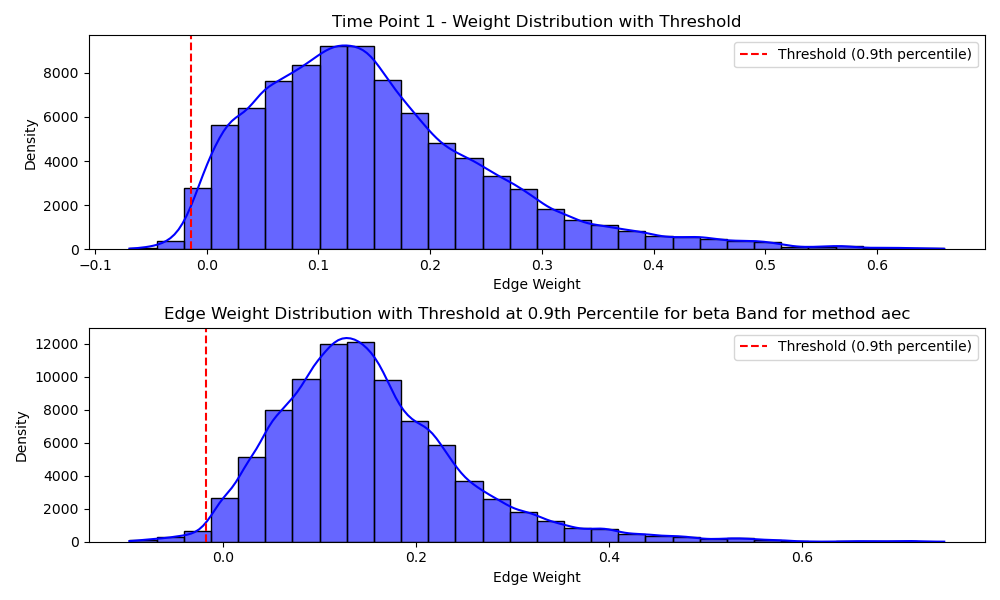 Time Point 1 - Weight Distribution with Threshold
Threshold (0.9th percentile)
Density
8000
6000
4000
2000
0
−0.1 0.0 0.1 0.2 0.3 0.4 0.5 0.6
Edge Weight
Edge Weight Distribution with Threshold at 0.9th Percentile for beta Band for method aec
Threshold (0.9th percentile)
Density
12000
10000
8000
6000
4000
2000
0
0.0 0.2 0.4 0.6
Edge Weight